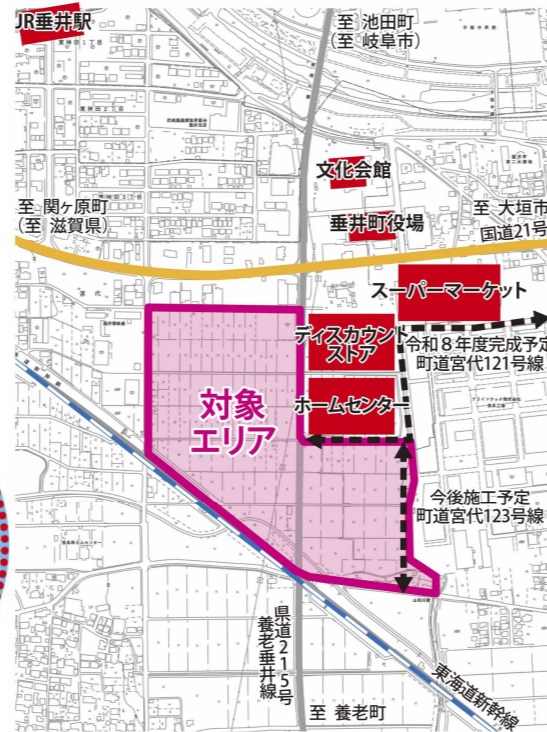 JR垂井駅
至 池田町
(至 岐阜市)
文化会館
垂井町役場
至 関ヶ原町
(至 滋賀県)
至 大垣市
国道21号
スーパーマーケット
ディスカウント
ストア
令和8年度完成予定
町道宮代121号線
ホームセンター
対象
エリア
今後施工予定
町道宮代123号線
県道215号
養老垂井線
東海道新幹線
至 養老町